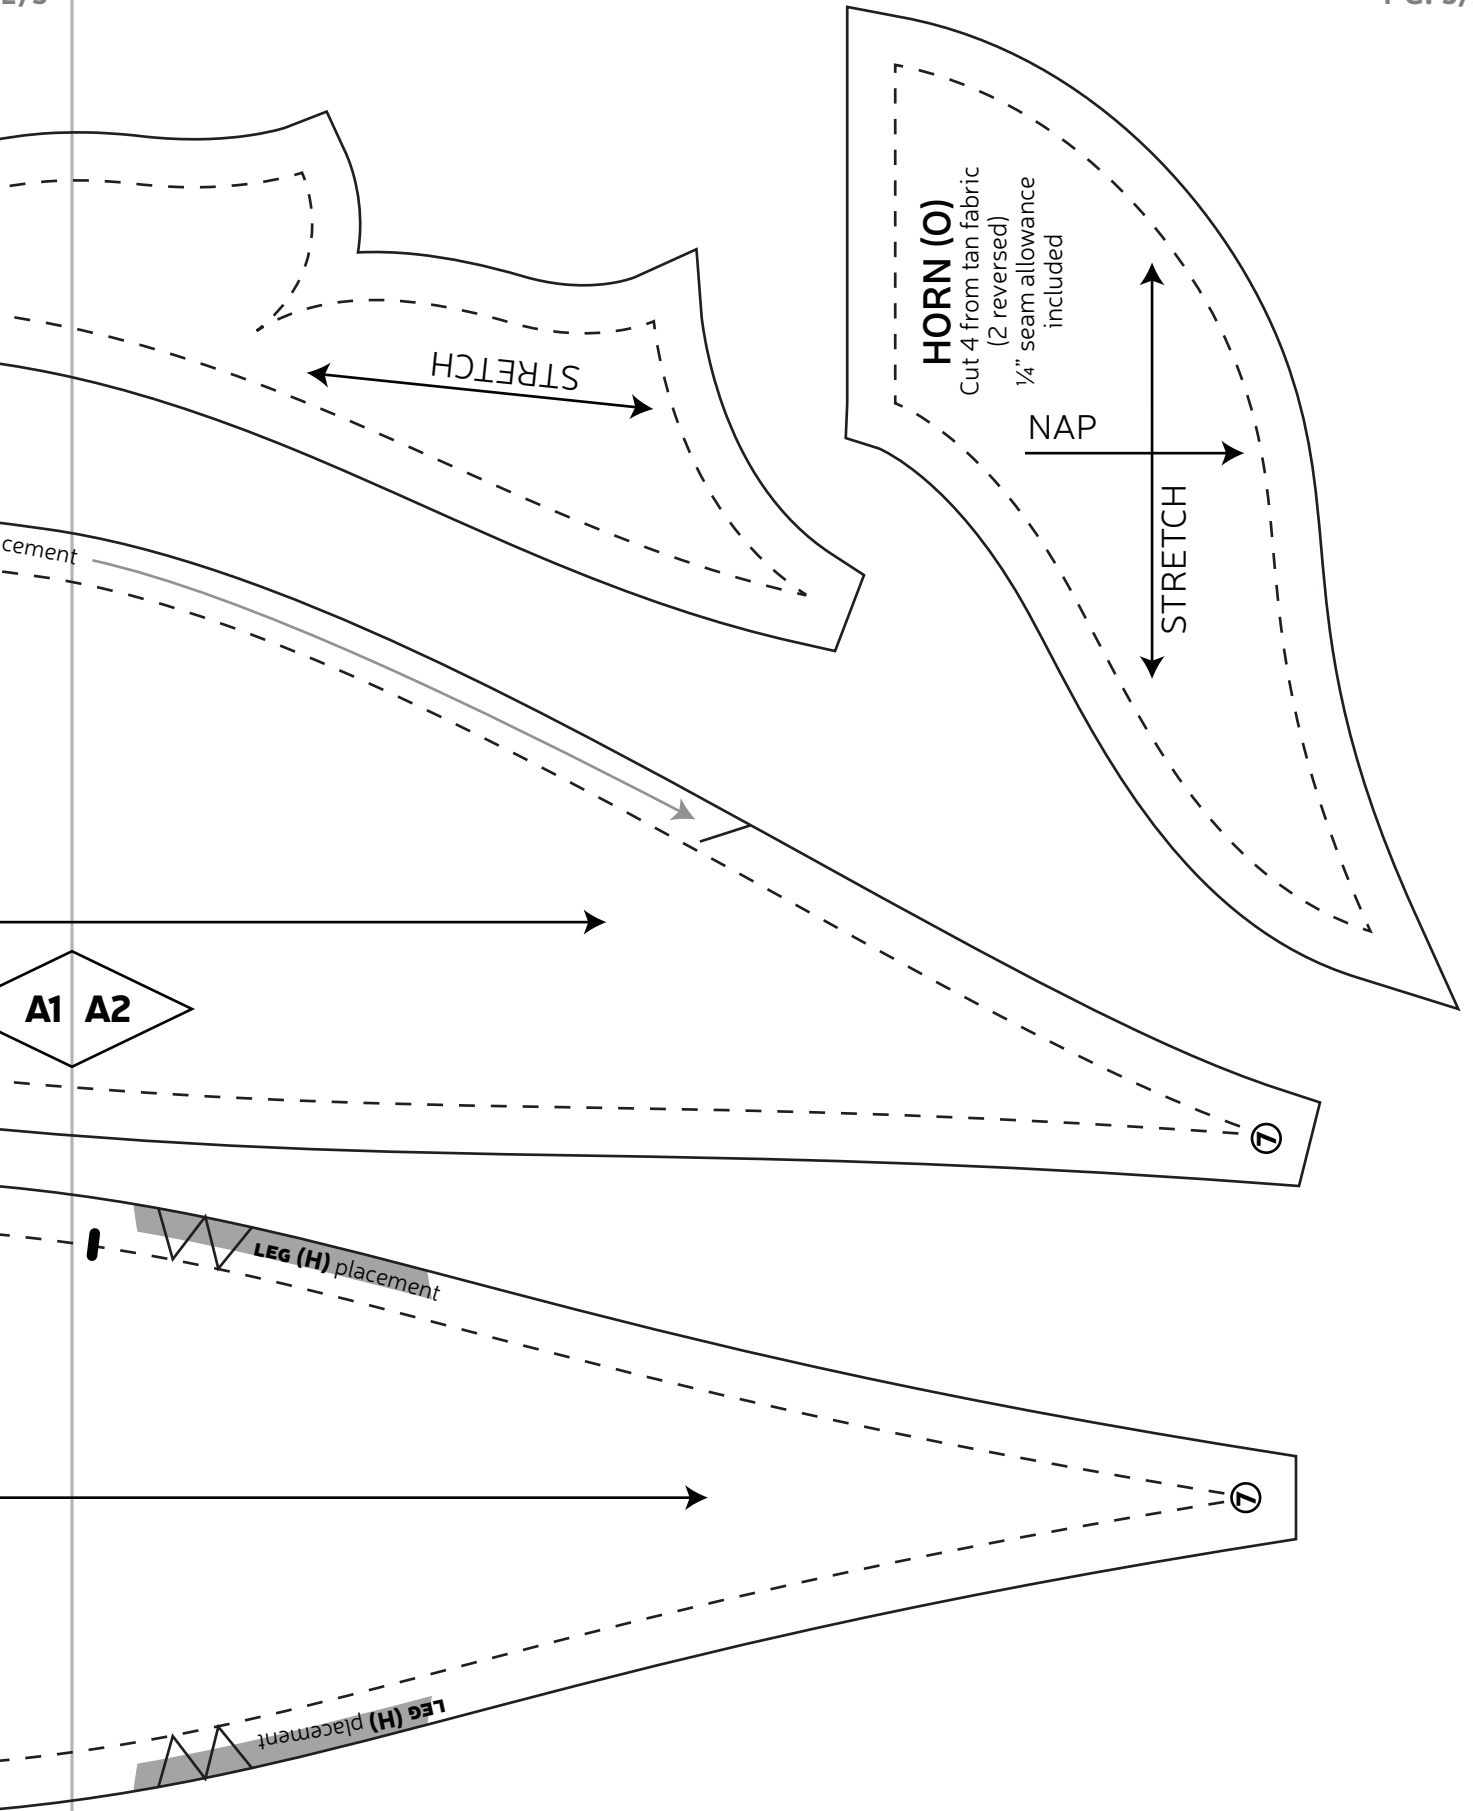 HORN (O)
Cut 4 from tan fabric
(2 reversed)
¼” seam allowance
included
NAP
STRETCH
STRETCH
cement
A1 A2
7
LEG (H) placement
7
LEG (H) placement